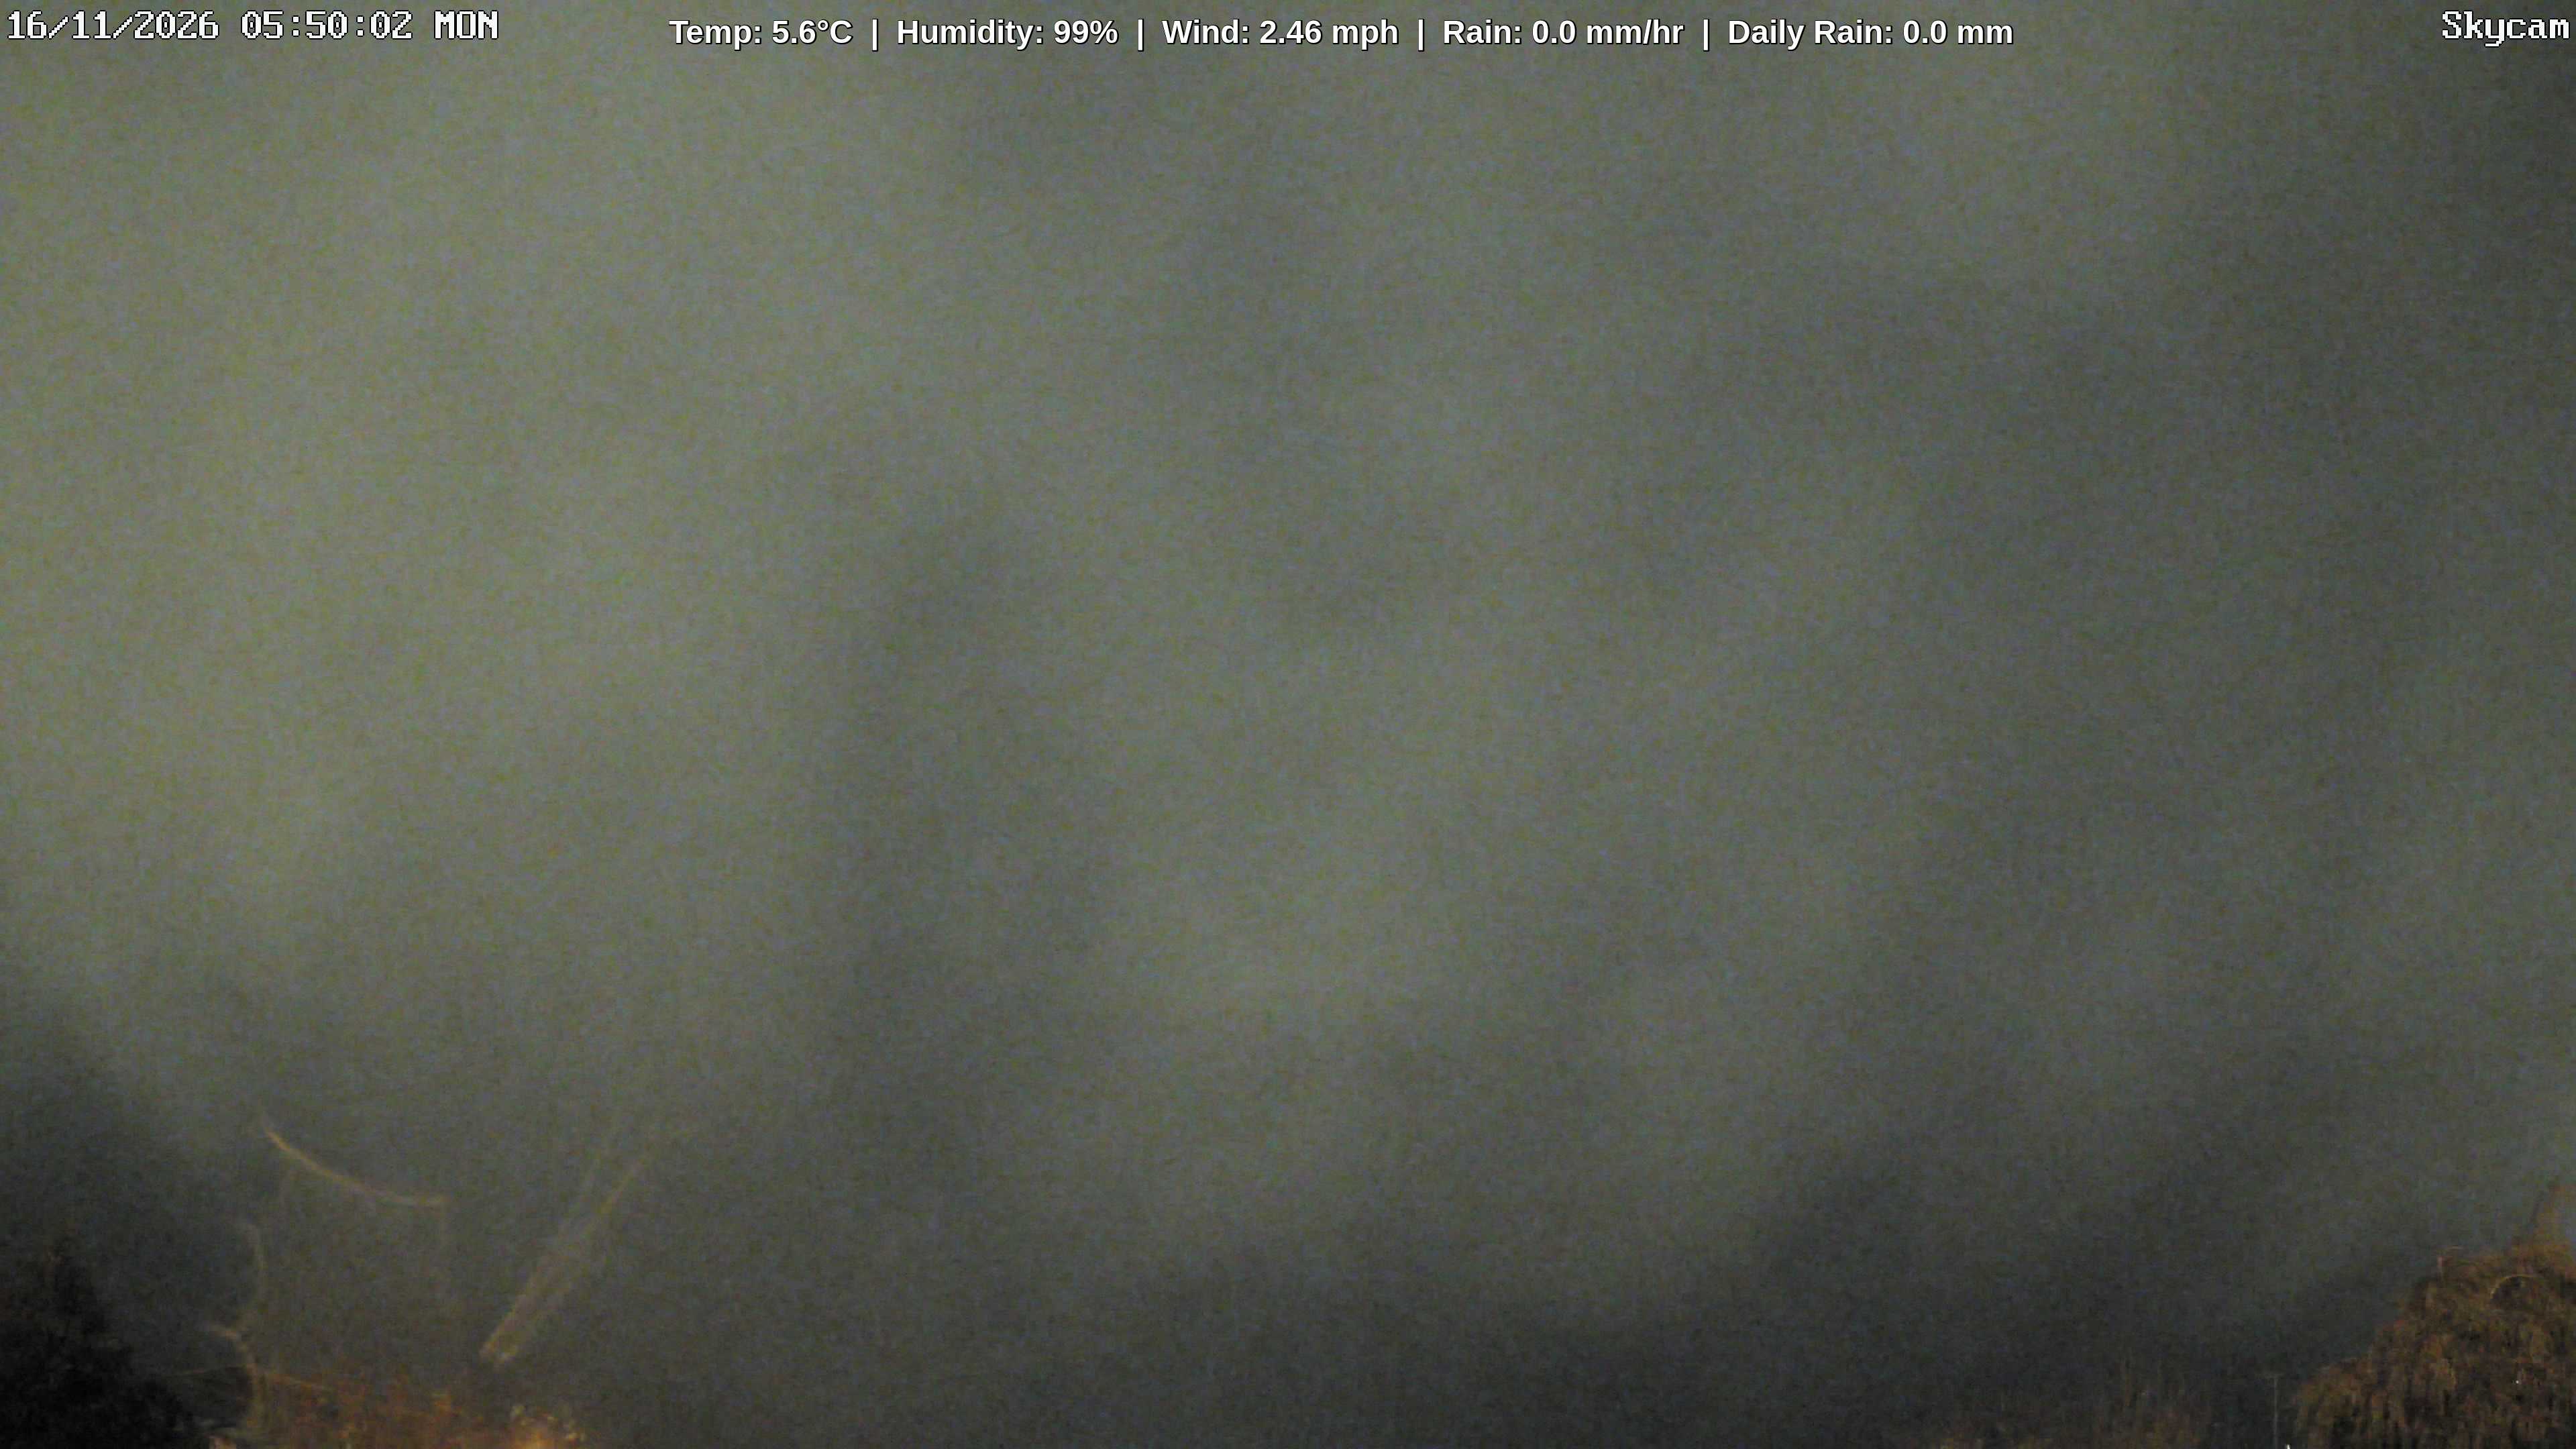 16/11/2026 05:50:02 MON
Temp: 5.6°C | Humidity: 99% | Wind: 2.46 mph | Rain: 0.0 mm/hr | Daily Rain: 0.0 mm
Skycam